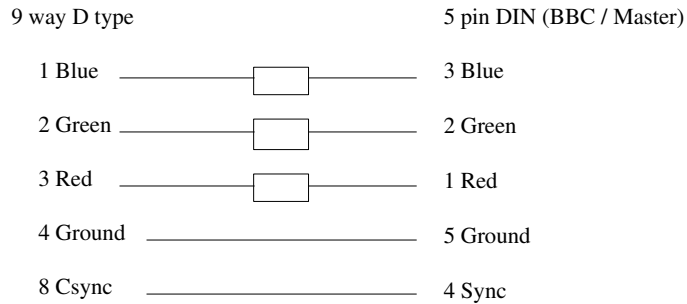 9 way D type 5 pin DIN (BBC / Master)
1 Blue 3 Blue
2 Green 2 Green
3 Red 1 Red
4 Ground 5 Ground
8 Csync 4 Sync